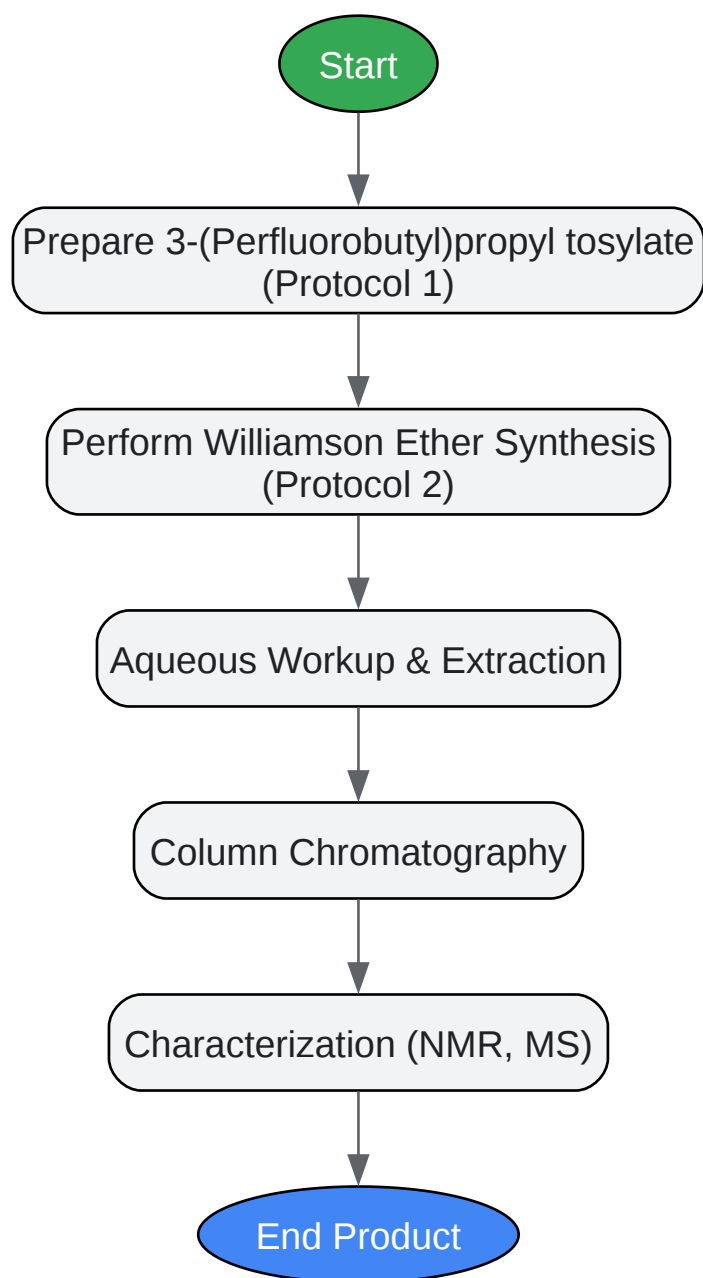 Start
Prepare 3-(Perfluorobutyl)propyl tosylate
(Protocol 1)
Perform Williamson Ether Synthesis
(Protocol 2)
Aqueous Workup & Extraction
Column Chromatography
Characterization (NMR, MS)
End Product